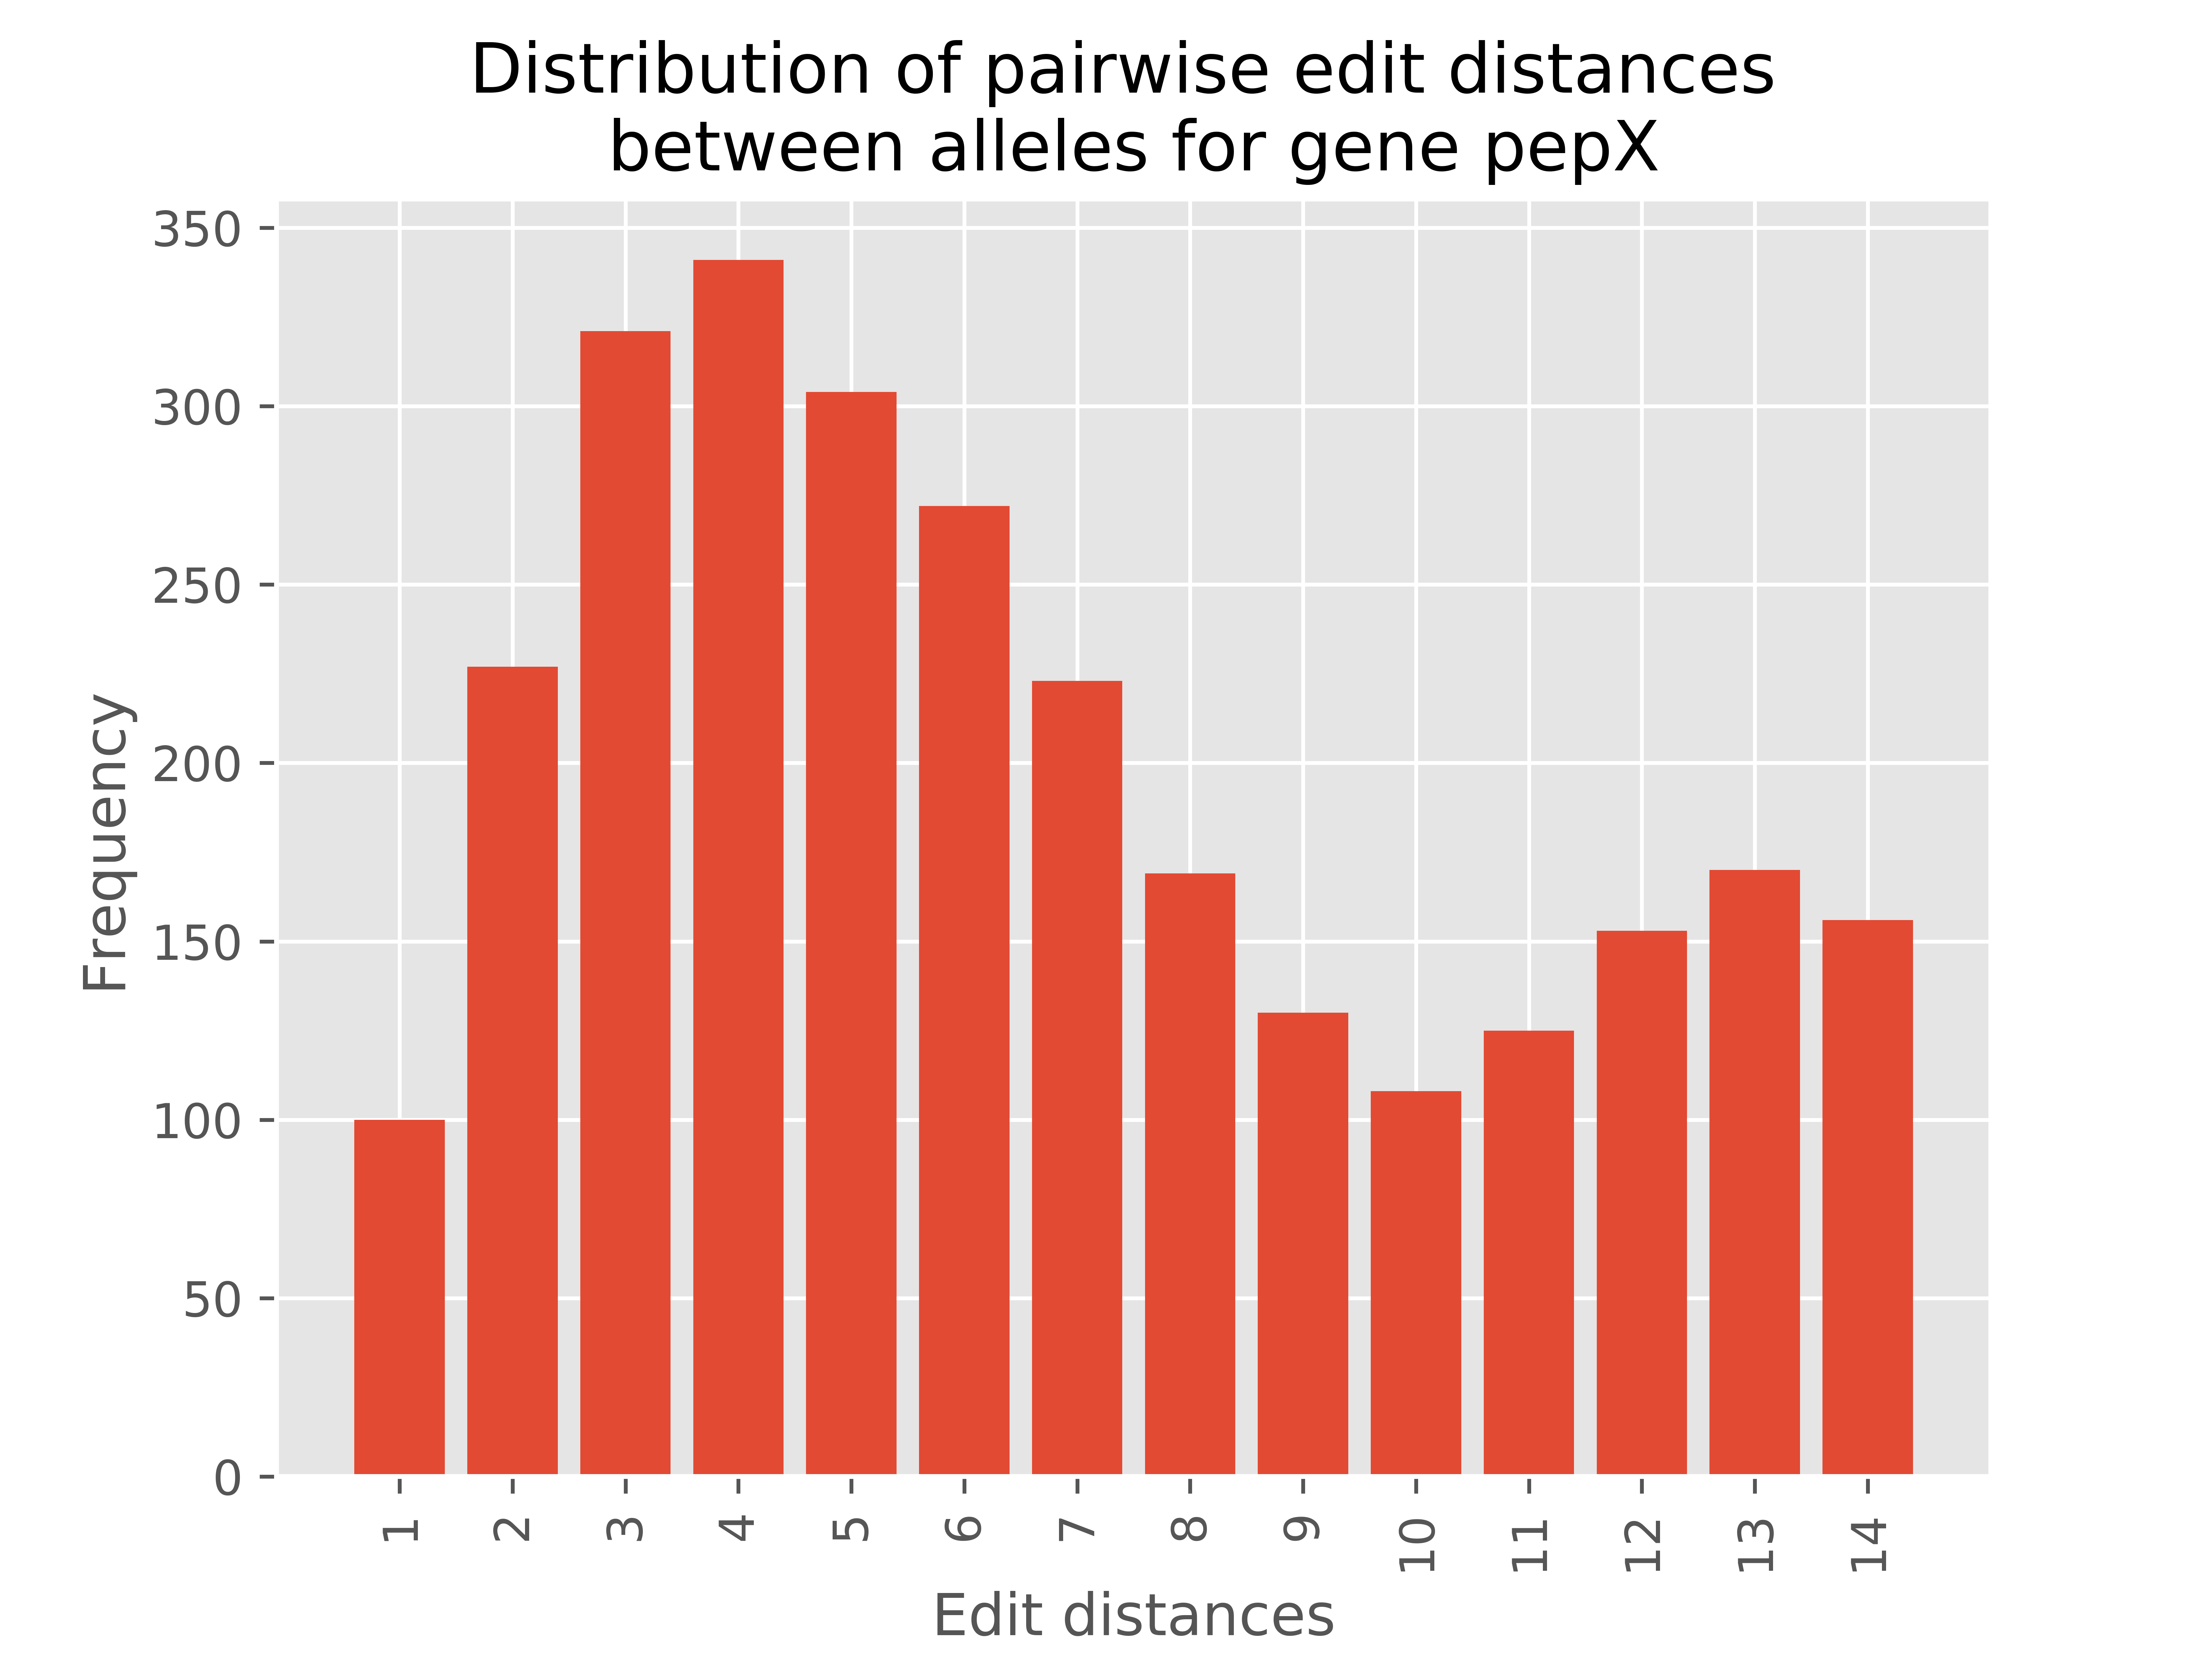 Distribution of pairwise edit distances
between alleles for gene pepX
350
300
250
200
150
100
50
0
Frequency
1 2 3 4 5 6 7 8 9 10 11 12 13 14
Edit distances